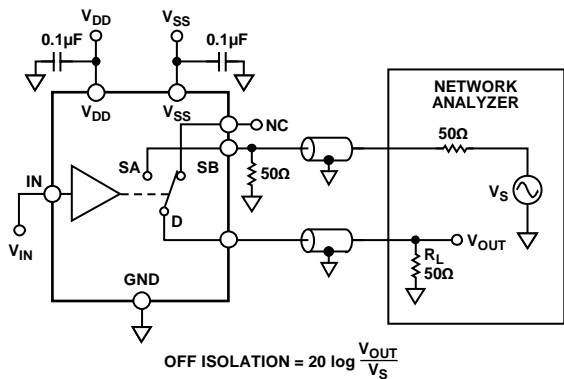 VDD
VSS
0.1µF
0.1µF
VDD
VSS
NC
NETWORK
ANALYZER
50Ω
SA
SB
50Ω
VS
IN
D
VIN
VOUT
RL
50Ω
GND
OFF ISOLATION = 20 log VOUT
VS